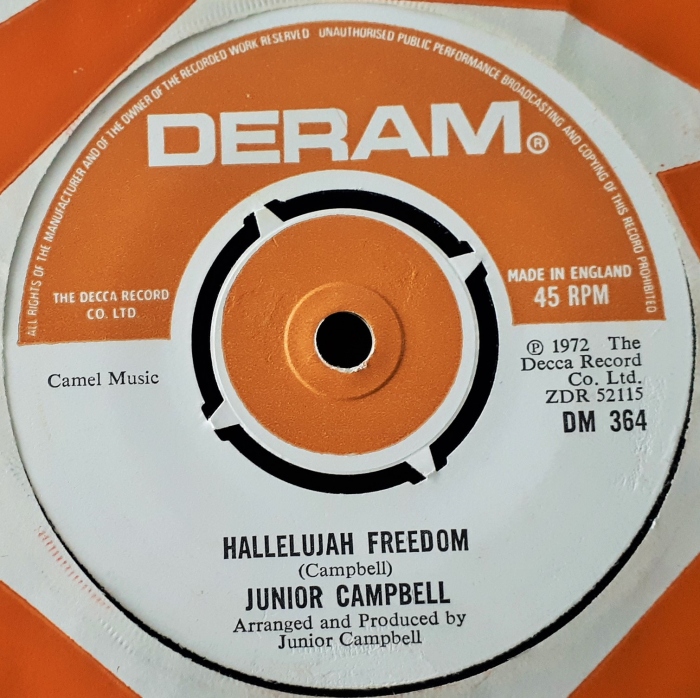 ALL RIGHTS OF THE MANUFACTURER AND OF THE OWNER OF THE RECORDED WORK RESERVED UNAUTHORISED PUBLIC PERFORMANCE BROADCASTING AND COPYING OF THIS RECORD PROHIBITED
DERAM®
THE DECCA RECORD
CO. LTD.
MADE IN ENGLAND
45 RPM
Camel Music
℗ 1972 The
Decca Record
Co. Ltd.
ZDR 52115
DM 364
HALLELUJAH FREEDOM
(Campbell)
JUNIOR CAMPBELL
Arranged and Produced by
Junior Campbell